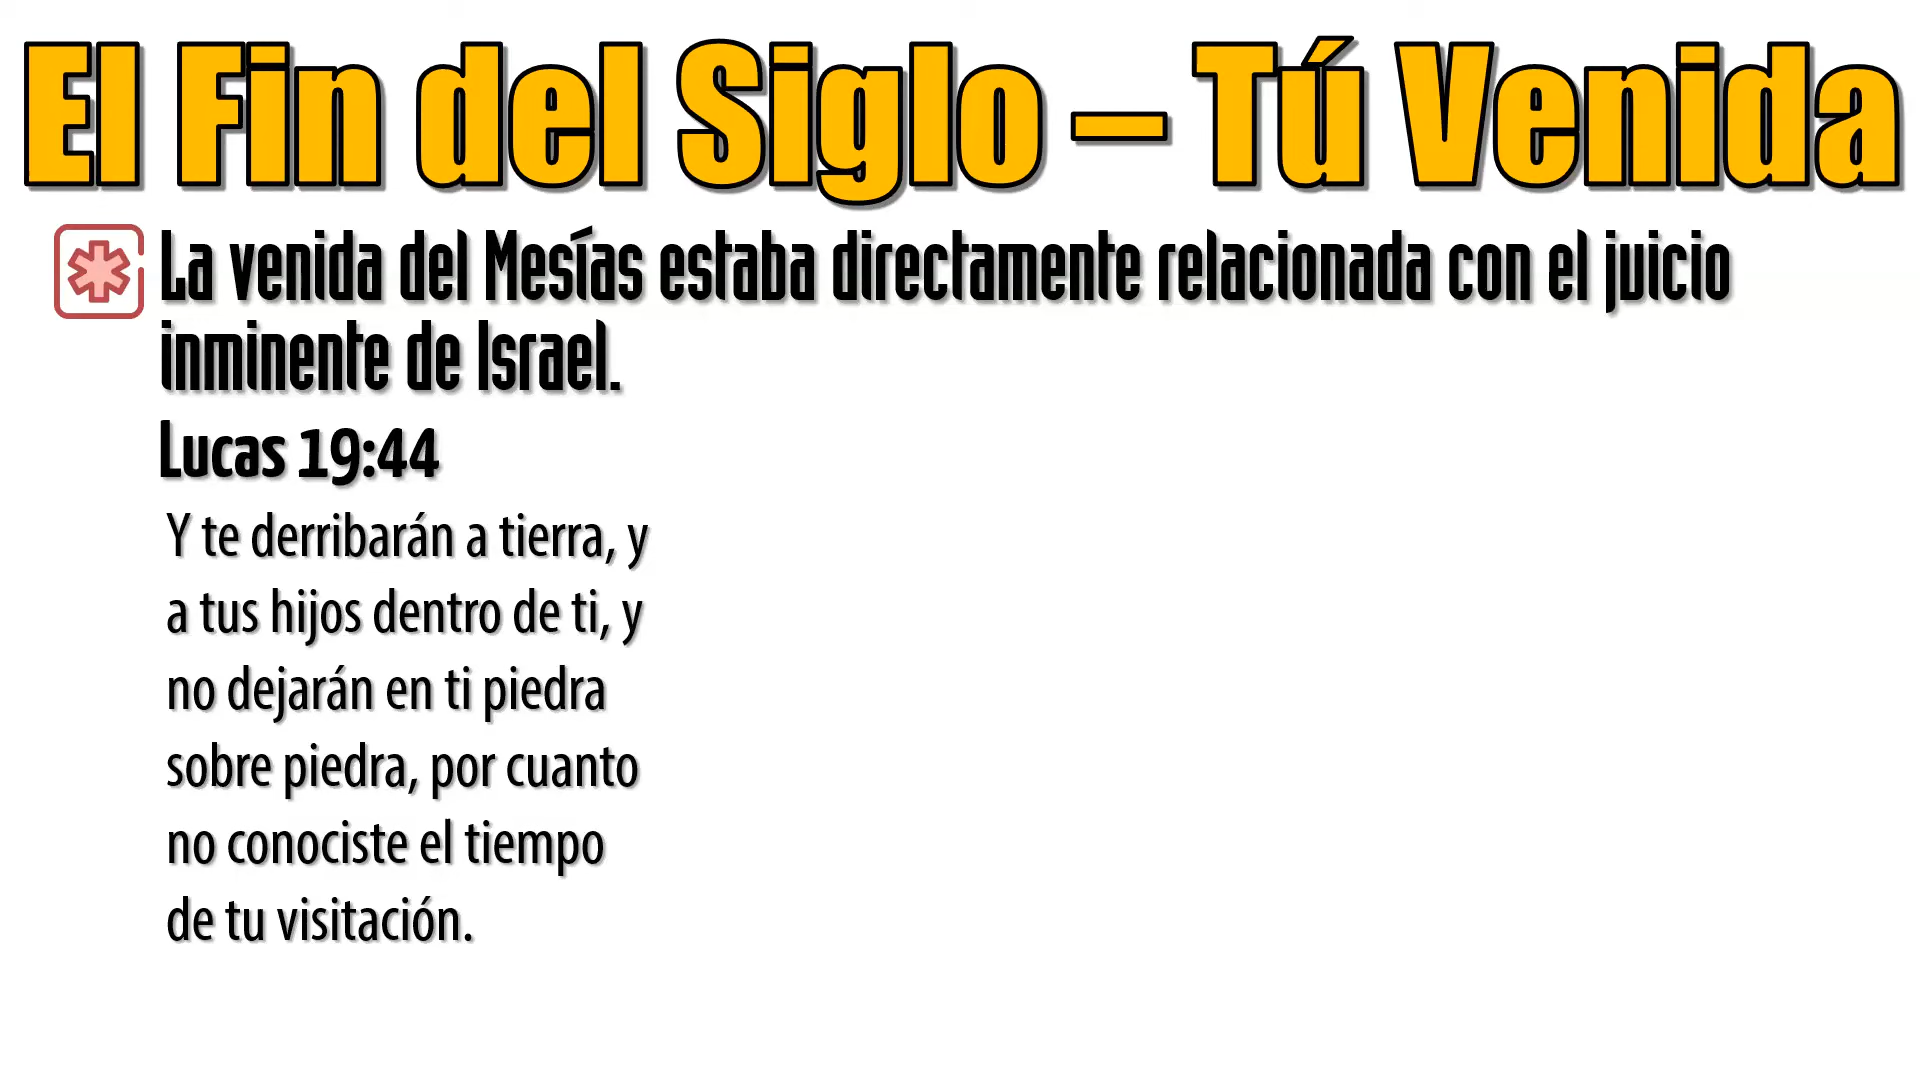 El Fin del Siglo – Tú Venida
La venida del Mesías estaba directamente relacionada con el juicio
inminente de Israel.
Lucas 19:44
Y te derribarán a tierra, y
a tus hijos dentro de ti, y
no dejarán en ti piedra
sobre piedra, por cuanto
no conociste el tiempo
de tu visitación.